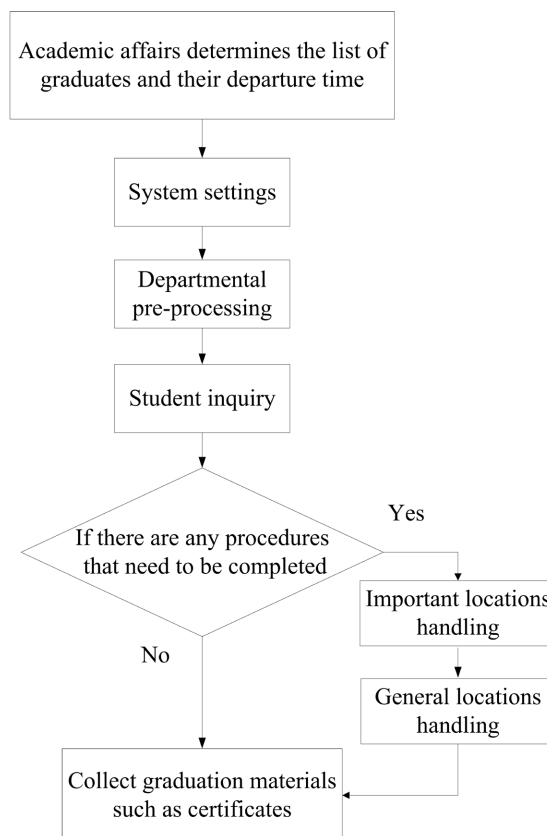 Academic affairs determines the list of
graduates and their departure time
System settings
Departmental
pre-processing
Student inquiry
If there are any procedures
that need to be completed
Yes
No
Important locations
handling
General locations
handling
Collect graduation materials
such as certificates